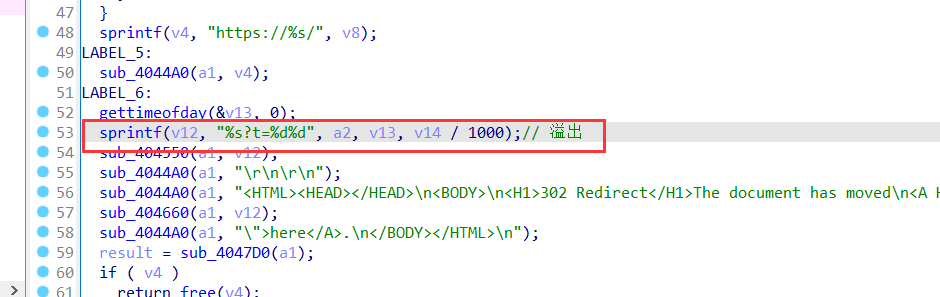 47 }
48 sprintf(v4, "https://%s/", v8);
49 LABEL_5:
50 sub_4044A0(a1, v4);
51 LABEL_6:
52 gettimeofday(&v13, 0);
53 sprintf(v12, "%s?t=%d%d", a2, v13, v14 / 1000);// 溢出
54 sub_404550(a1, v12);
55 sub_4044A0(a1, "\r\n\r\n");
56 sub_4044A0(a1, "<HTML><HEAD></HEAD>\n<BODY>\n<H1>302 Redirect</H1>The document has moved\n<A H
57 sub_404660(a1, v12);
58 sub_4044A0(a1, "\">here</A>.\n</BODY></HTML>\n");
59 result = sub_4047D0(a1);
60 if ( v4 )
61 return free(v4);